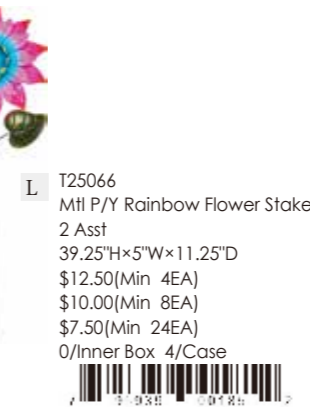 L
T25066
Mtl P/Y Rainbow Flower Stake
2 Asst
39.25"H×5"W×11.25"D
$12.50(Min 4EA)
$10.00(Min 8EA)
$7.50(Min 24EA)
0/Inner Box 4/Case